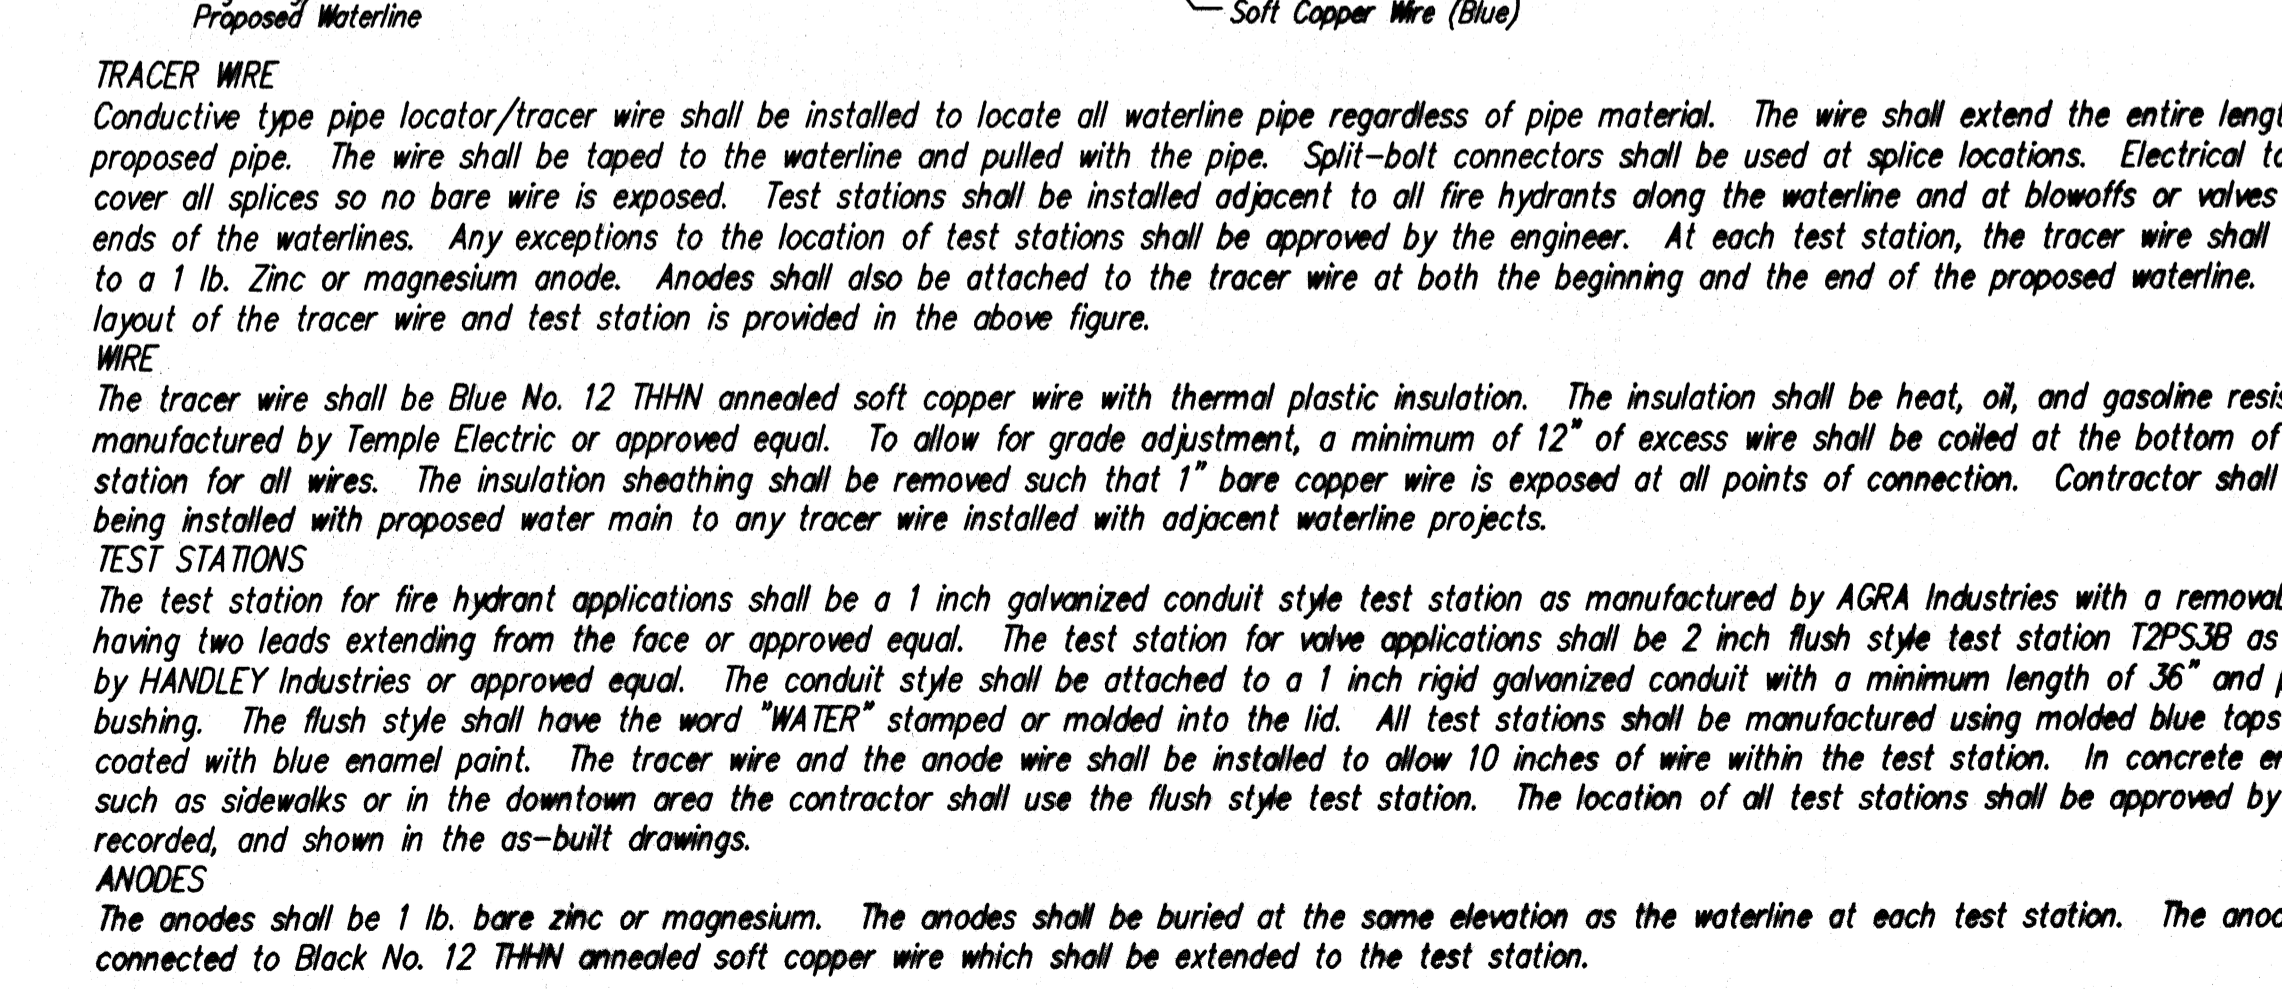 Proposed Waterline
Soft Copper Wire (Blue)
TRACER WIRE
Conductive type pipe locator/tracer wire shall be installed to locate all waterline pipe regardless of pipe material. The wire shall extend the entire
proposed pipe. The wire shall be taped to the waterline and pulled with the pipe. Split-bolt connectors shall be used at splice locations. Electrical
cover all splices so no bare wire is exposed. Test stations shall be installed adjacent to all fire hydrants along the waterline and at blowoffs or valves
ends of the waterlines. Any exceptions to the location of test stations shall be approved by the engineer. At each test station, the tracer wire shall
to a 1 lb. Zinc or magnesium anode. Anodes shall also be attached to the tracer wire at both the beginning and the end of the proposed waterline.
layout of the tracer wire and test station is provided in the above figure.
WIRE
The tracer wire shall be Blue No. 12 THHN annealed soft copper wire with thermal plastic insulation. The insulation shall be heat, oil, and gasoline
manufactured by Temple Electric or approved equal. To allow for grade adjustment, a minimum of 12" of excess wire shall be coiled at the bottom of
station for all wires. The insulation sheathing shall be removed such that 1" bare copper wire is exposed at all points of connection. Contractor shall
being installed with proposed water main to any tracer wire installed with adjacent waterline projects.
TEST STATIONS
The test station for fire hydrant applications shall be a 1 inch galvanized conduit style test station as manufactured by AGRA Industries with a
having two leads extending from the face or approved equal. The test station for valve applications shall be 2 inch flush style test station T2PS3B as
by HANDLEY Industries or approved equal. The conduit style shall be attached to a 1 inch rigid galvanized conduit with a minimum length of 36" and
bushing. The flush style shall have the word "WATER" stamped or molded into the lid. All test stations shall be manufactured using molded blue tops
coated with blue enamel paint. The tracer wire and the anode wire shall be installed to allow 10 inches of wire within the test station. In concrete
such as sidewalks or in the downtown area the contractor shall use the flush style test station. The location of all test stations shall be approved by
recorded, and shown in the as-built drawings.
ANODES
The anodes shall be 1 lb. bare zinc or magnesium. The anodes shall be buried at the same elevation as the waterline at each test station. The
connected to Black No. 12 THHN annealed soft copper wire which shall be extended to the test station.